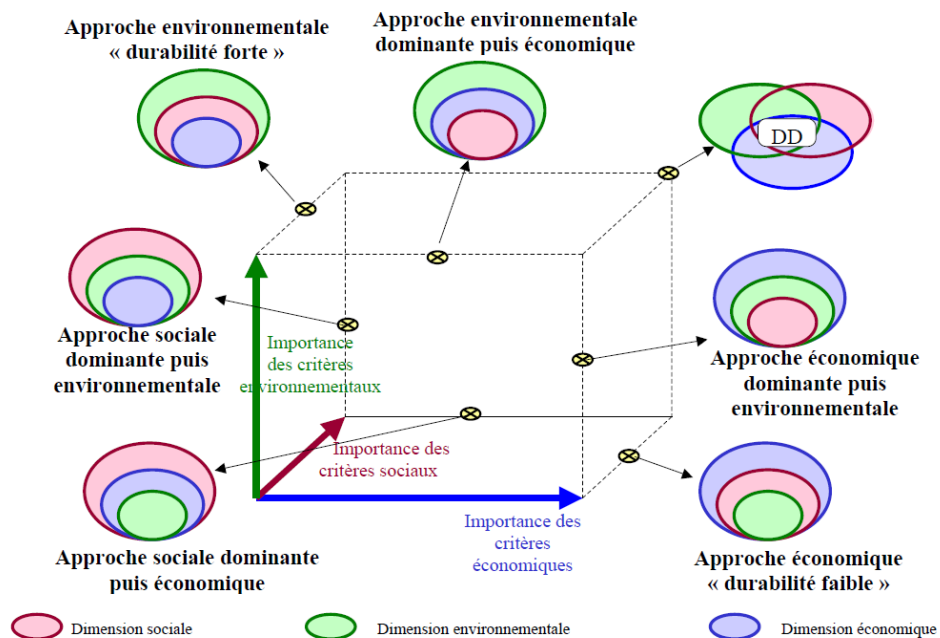 Approche environnementale
« durabilité forte »
Approche environnementale
dominante puis économique
DD
Approche sociale
dominante puis
environnementale
Importance
des critères
environnementaux
Approche économique
dominante puis
environnementale
Importance des
critères sociaux
Importance des
critères
économiques
Approche sociale dominante
puis économique
Approche économique
« durabilité faible »
Dimension sociale
Dimension environnementale
Dimension économique